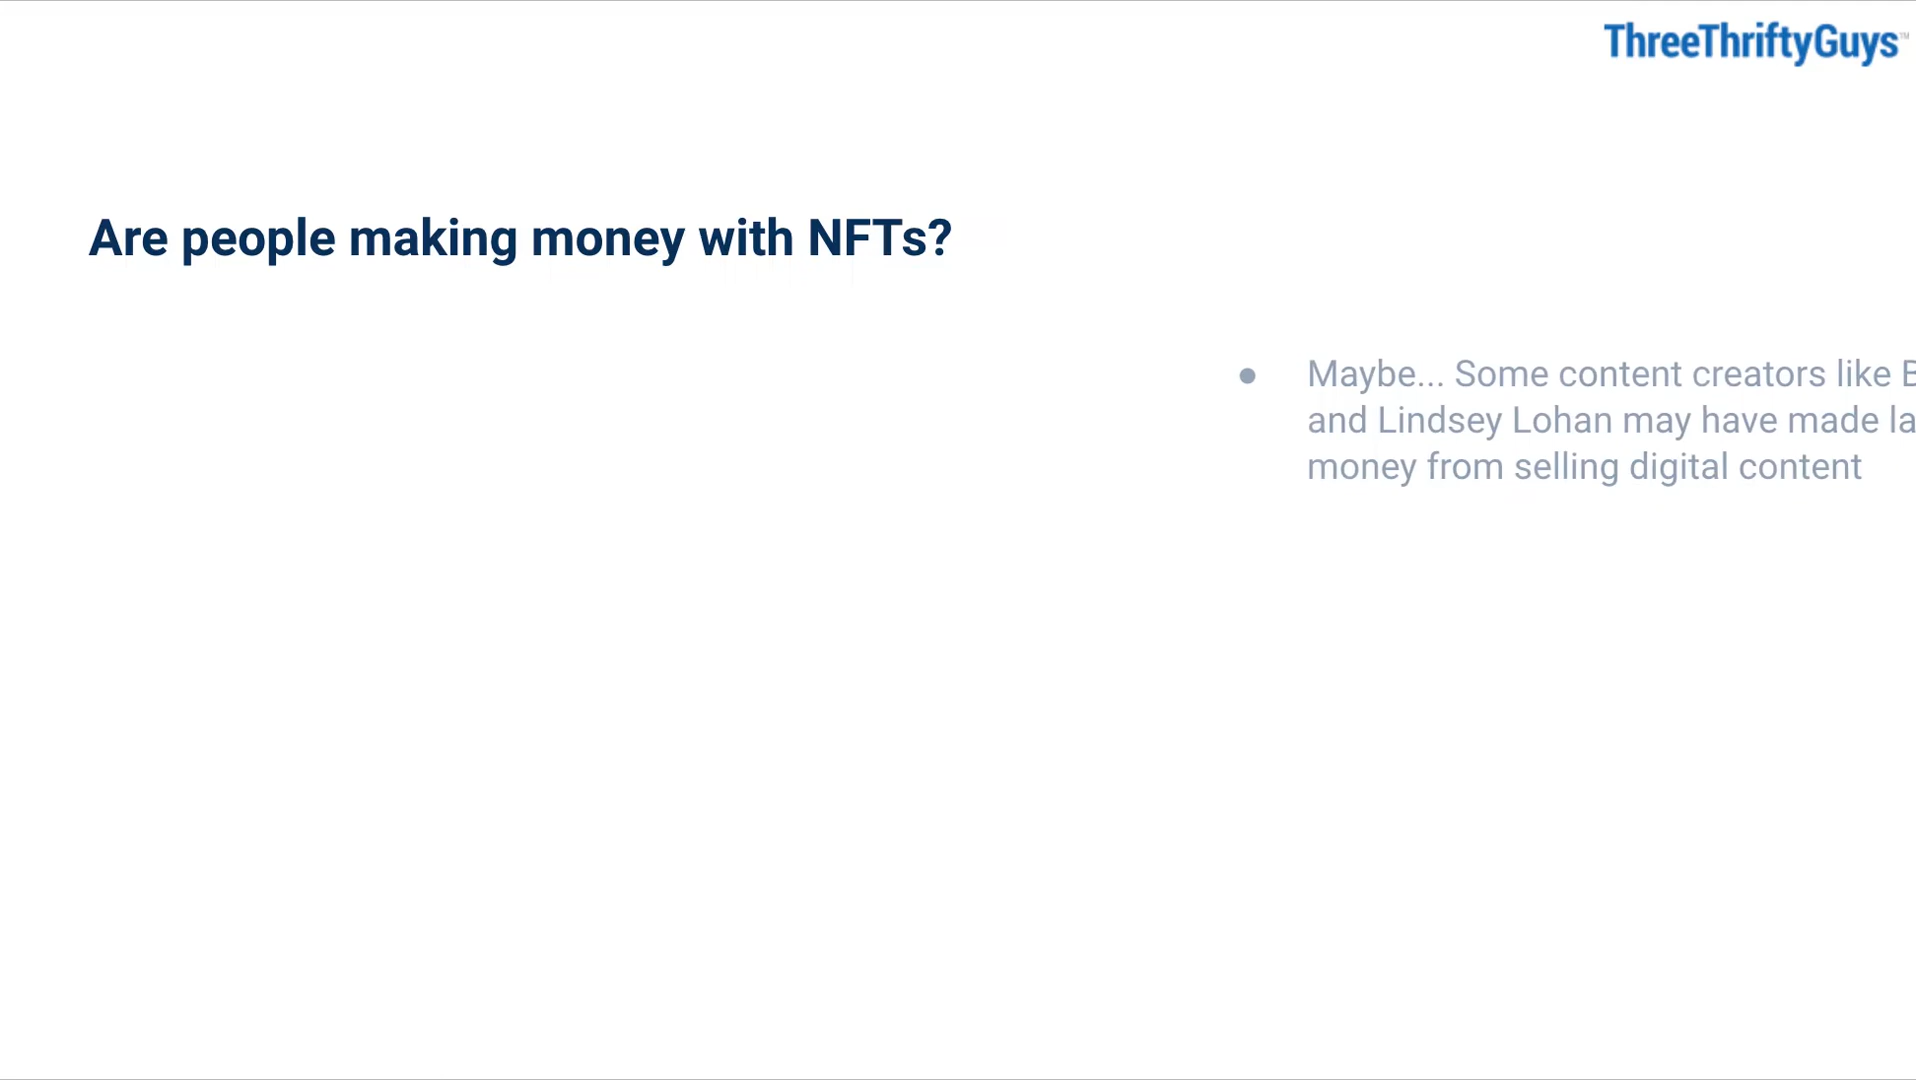 ThreeThriftyGuys™
Are people making money with NFTs?
● Maybe... Some content creators like
and Lindsey Lohan may have made
money from selling digital content